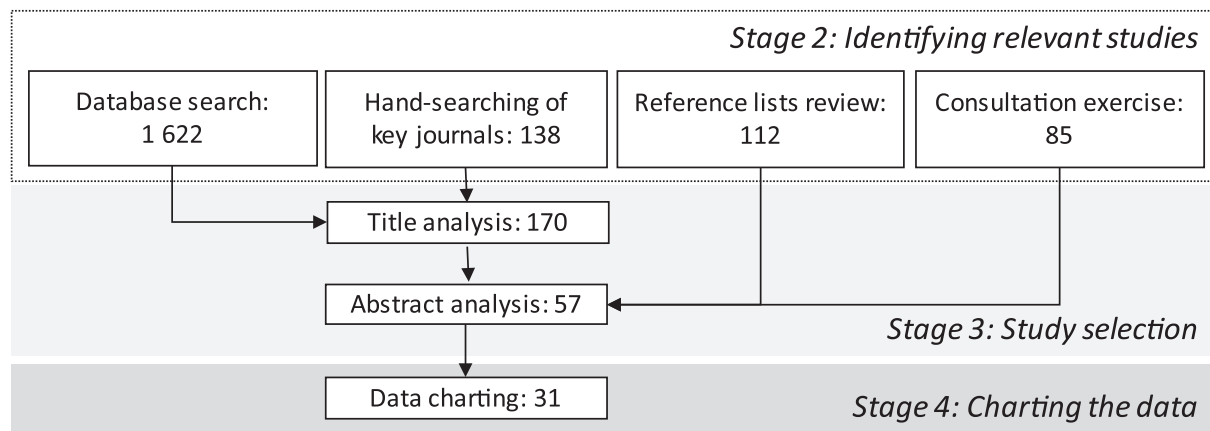 Stage 2: Identifying relevant studies
Database search:
1 622
Hand-searching of
key journals: 138
Reference lists review:
112
Consultation exercise:
85
Title analysis: 170
Abstract analysis: 57
Stage 3: Study selection
Data charting: 31
Stage 4: Charting the data